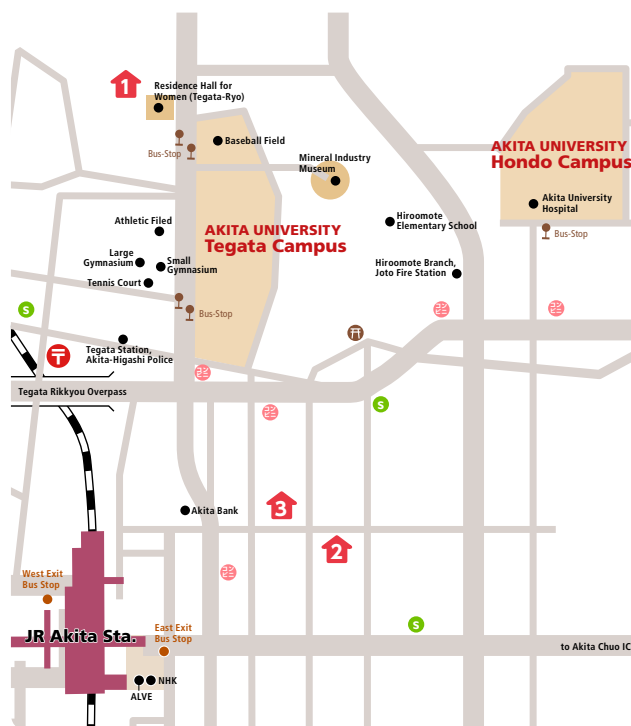 1
Residence Hall for
Women (Tegata-Ryo)
Bus-Stop
Baseball Field
Mineral Industry
Museum
AKITA UNIVERSITY
Hondo Campus
Akita University
Hospital
Bus-Stop
Athletic Filed
AKITA UNIVERSITY
Tegata Campus
Hiroomote
Elementary School
Large
Gymnasium
Small
Gymnasium
Tennis Court
Hiroomote Branch,
Joto Fire Station
S
Bus-Stop
〒
Tegata Station,
Akita-Higashi Police
Tegata Rikkyou Overpass
S
3
Akita Bank
2
West Exit
Bus Stop
JR Akita Sta.
East Exit
Bus Stop
S
to Akita Chuo IC
NHK
ALVE